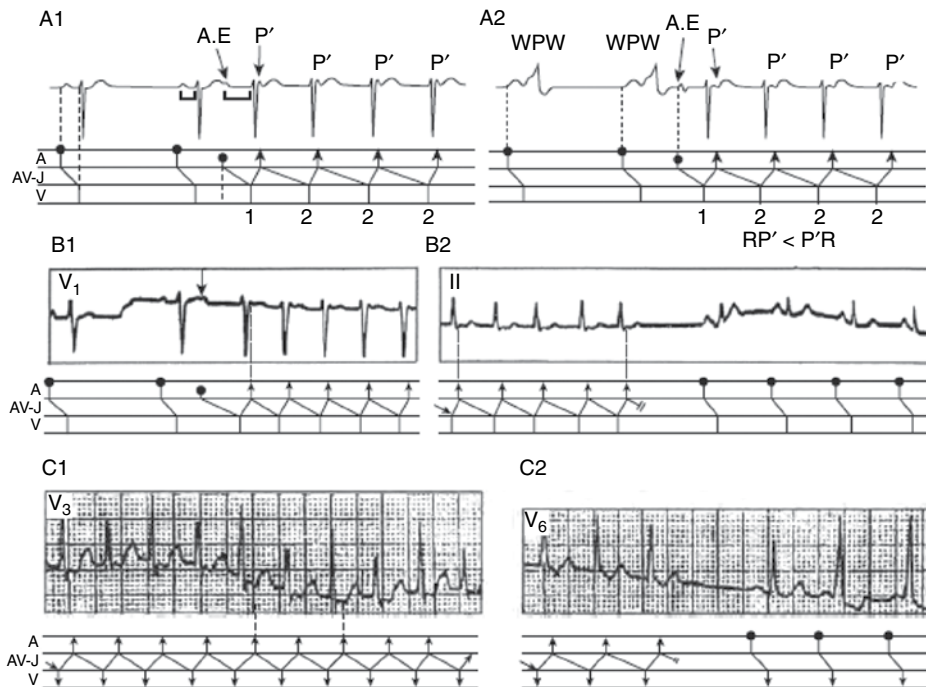 A1
A.E P′
P′ P′ P′
A
AV-J
V
1 2 2 2
A2
WPW WPW A.E P′
P′ P′ P′
1 2 2 2
RP′ < P′R
B1
V1
A
AV-J
V
B2
II
C1
V3
A
AV-J
V
C2
V6